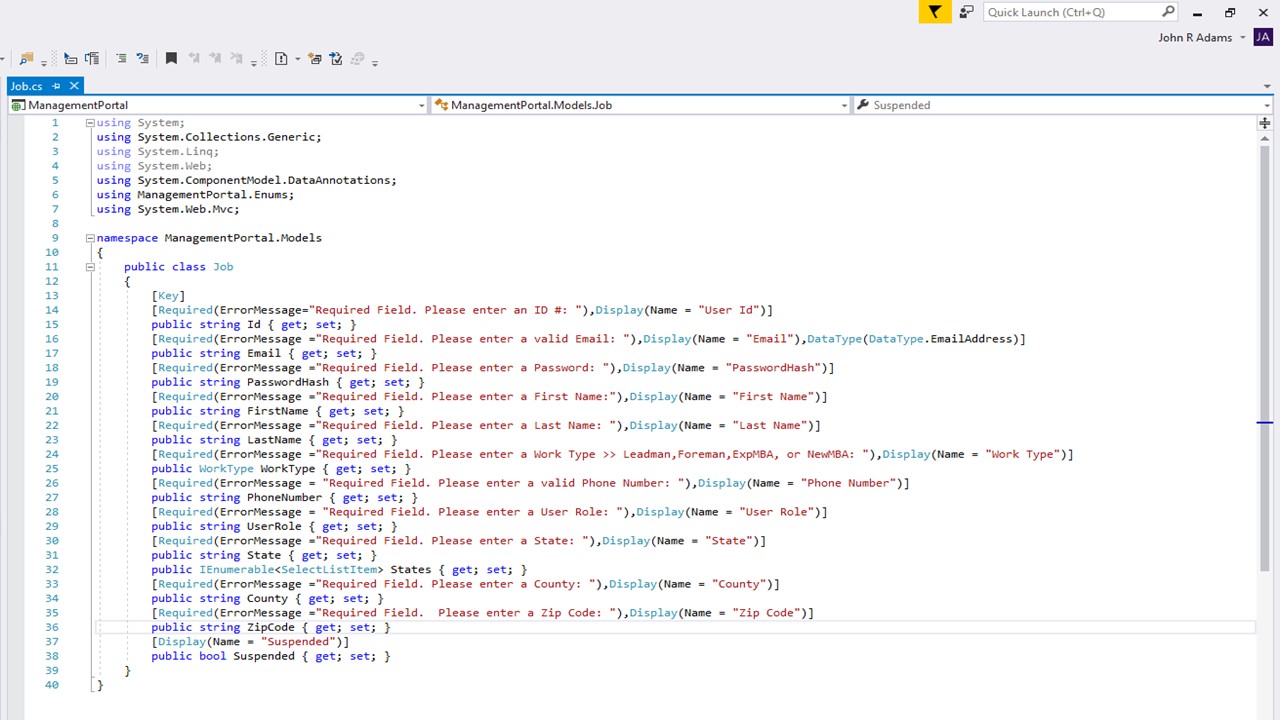 Quick Launch (Ctrl+Q)
John R Adams JA
Job.cs
ManagementPortal ManagementPortal.Models.Job Suspended
1 using System;
2 using System.Collections.Generic;
3 using System.Linq;
4 using System.Web;
5 using System.ComponentModel.DataAnnotations;
6 using ManagementPortal.Enums;
7 using System.Web.Mvc;
8
9 namespace ManagementPortal.Models
10 {
11 public class Job
12 {
13 [Key]
14 [Required(ErrorMessage="Required Field. Please enter an ID #: "),Display(Name = "User Id")]
15 public string Id { get; set; }
16 [Required(ErrorMessage ="Required Field. Please enter a valid Email: "),Display(Name = "Email"),DataType(DataType.EmailAddress)]
17 public string Email { get; set; }
18 [Required(ErrorMessage ="Required Field. Please enter a Password: "),Display(Name = "PasswordHash")]
19 public string PasswordHash { get; set; }
20 [Required(ErrorMessage ="Required Field. Please enter a First Name:"),Display(Name = "First Name")]
21 public string FirstName { get; set; }
22 [Required(ErrorMessage ="Required Field. Please enter a Last Name: "),Display(Name = "Last Name")]
23 public string LastName { get; set; }
24 [Required(ErrorMessage ="Required Field. Please enter a Work Type >> Leadman,Foreman,ExpMBA, or NewMBA: "),Display(Name = "Work Type")]
25 public WorkType WorkType { get; set; }
26 [Required(ErrorMessage = "Required Field. Please enter a valid Phone Number: "),Display(Name = "Phone Number")]
27 public string PhoneNumber { get; set; }
28 [Required(ErrorMessage = "Required Field. Please enter a User Role: "),Display(Name = "User Role")]
29 public string UserRole { get; set; }
30 [Required(ErrorMessage ="Required Field. Please enter a State: "),Display(Name = "State")]
31 public string State { get; set; }
32 public IEnumerable<SelectListItem> States { get; set; }
33 [Required(ErrorMessage ="Required Field. Please enter a County: "),Display(Name = "County")]
34 public string County { get; set; }
35 [Required(ErrorMessage ="Required Field.  Please enter a Zip Code: "),Display(Name = "Zip Code")]
36 public string ZipCode { get; set; }
37 [Display(Name = "Suspended")]
38 public bool Suspended { get; set; }
39 }
40 }